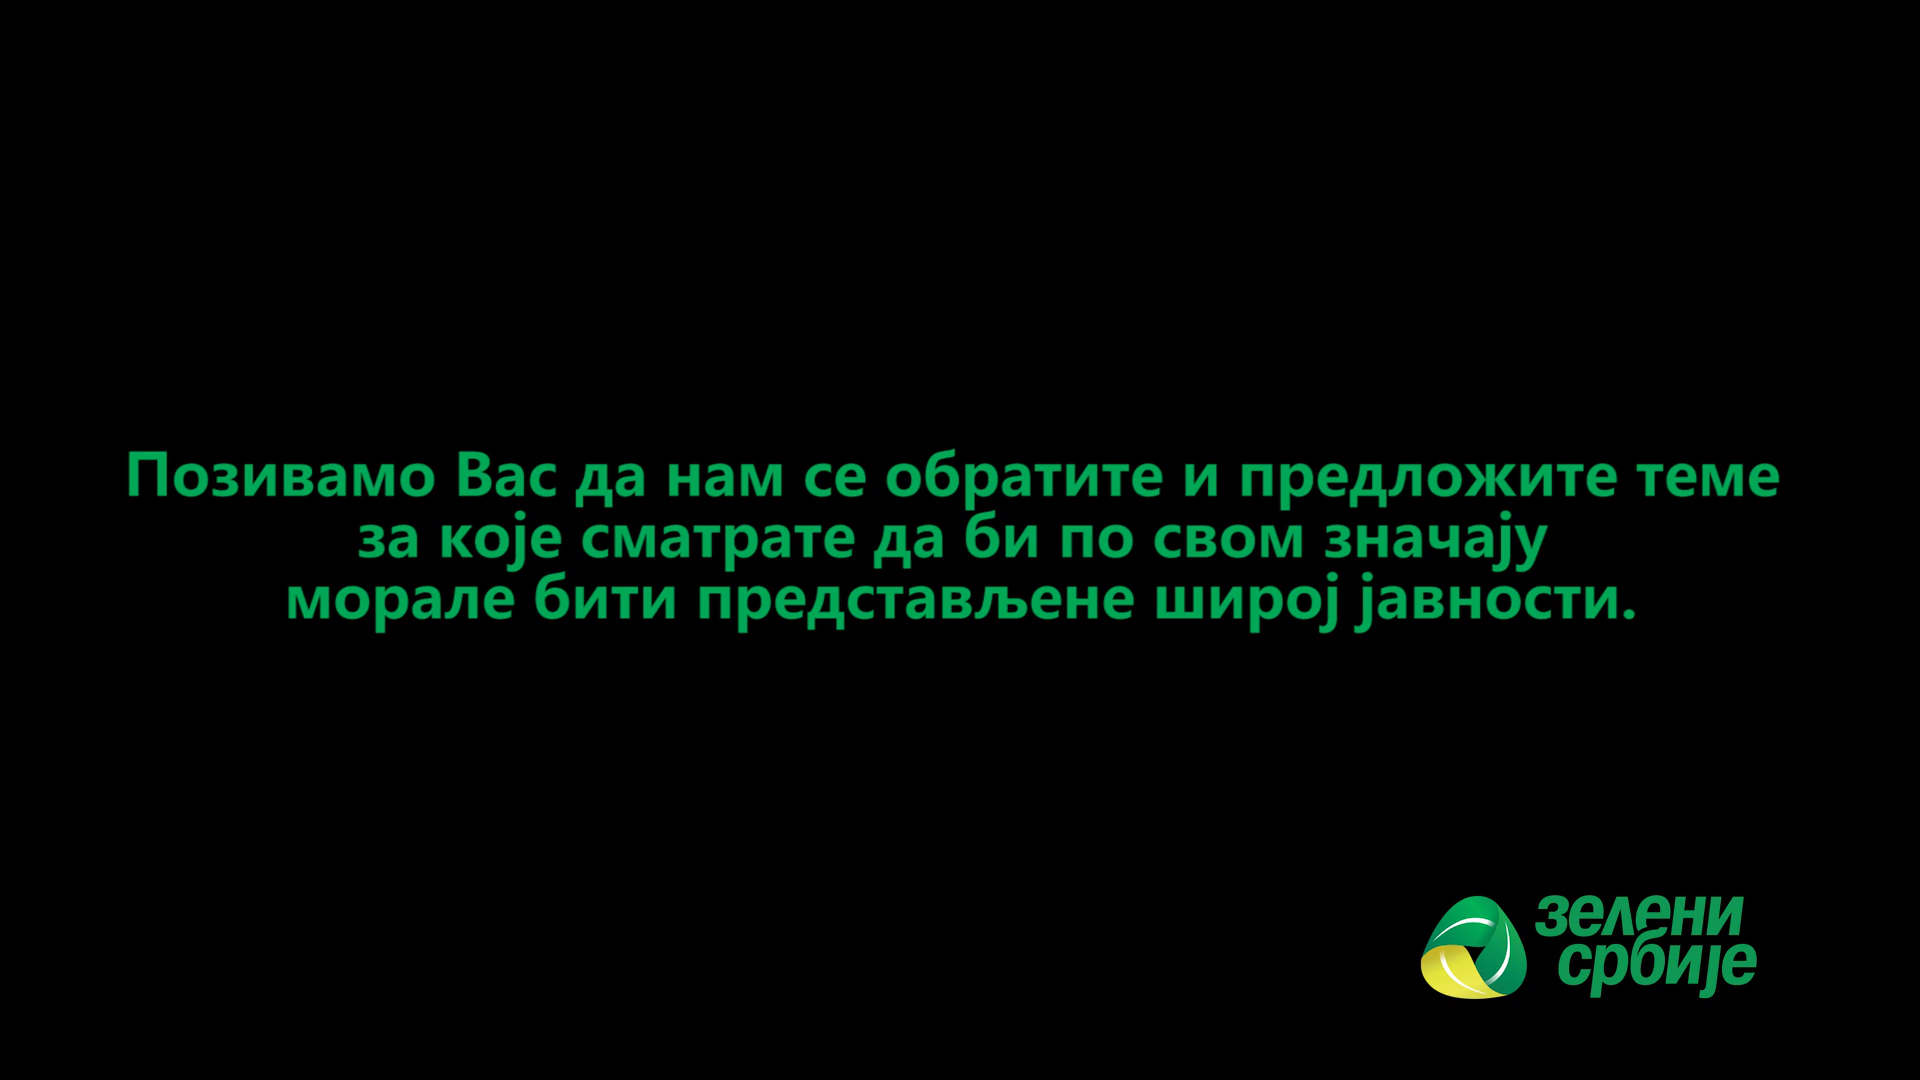 Позивамо Вас да нам се обратите и предложите теме
за које сматрате да би по свом значају
морале бити представљене широј јавности.
зелени
србије